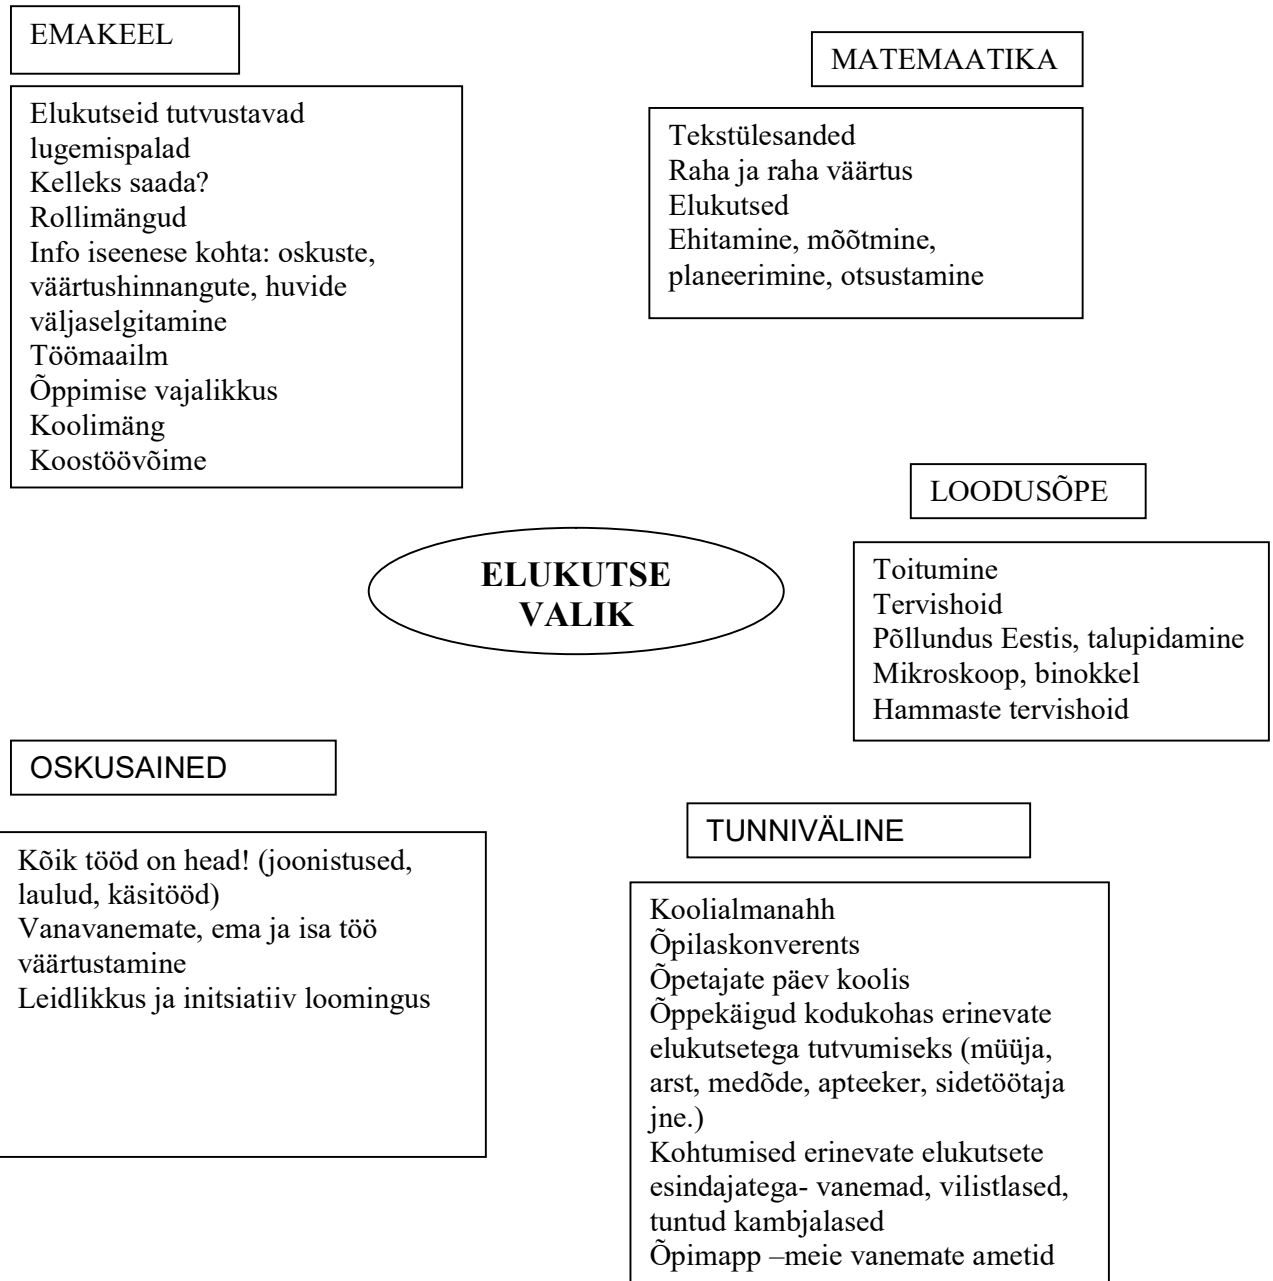 EMAKEEL
Elukutseid tutvustavad
lugemispalad
Kelleks saada?
Rollimängud
Info iseenese kohta: oskuste,
väärtushinnangute, huvide
väljaselgitamine
Töömaailm
Õppimise vajalikkus
Koolimäng
Koostöövõime
MATEMAATIKA
Tekstülesanded
Raha ja raha väärtus
Elukutsed
Ehitamine, mõõtmine,
planeerimine, otsustamine
LOODUSÕPE
Toitumine
Tervishoid
Põllundus Eestis, talupidamine
Mikroskoop, binokkel
Hammaste tervishoid
ELUKUTSE
VALIK
OSKUSAINED
Kõik tööd on head! (joonistused,
laulud, käsitööd)
Vanavanemate, ema ja isa töö
väärtustamine
Leidlikkus ja initsiatiiv loomingus
TUNNIVÄLINE
Koolialmanahh
Õpilaskonverents
Õpetajate päev koolis
Õppekäigud kodukohas erinevate
elukutsetega tutvumiseks (müüja,
arst, medõde, apteeker, sidetöötaja
jne.)
Kohtumised erinevate elukutsete
esindajatega- vanemad, vilistlased,
tuntud kambjalased
Õpimapp –meie vanemate ametid